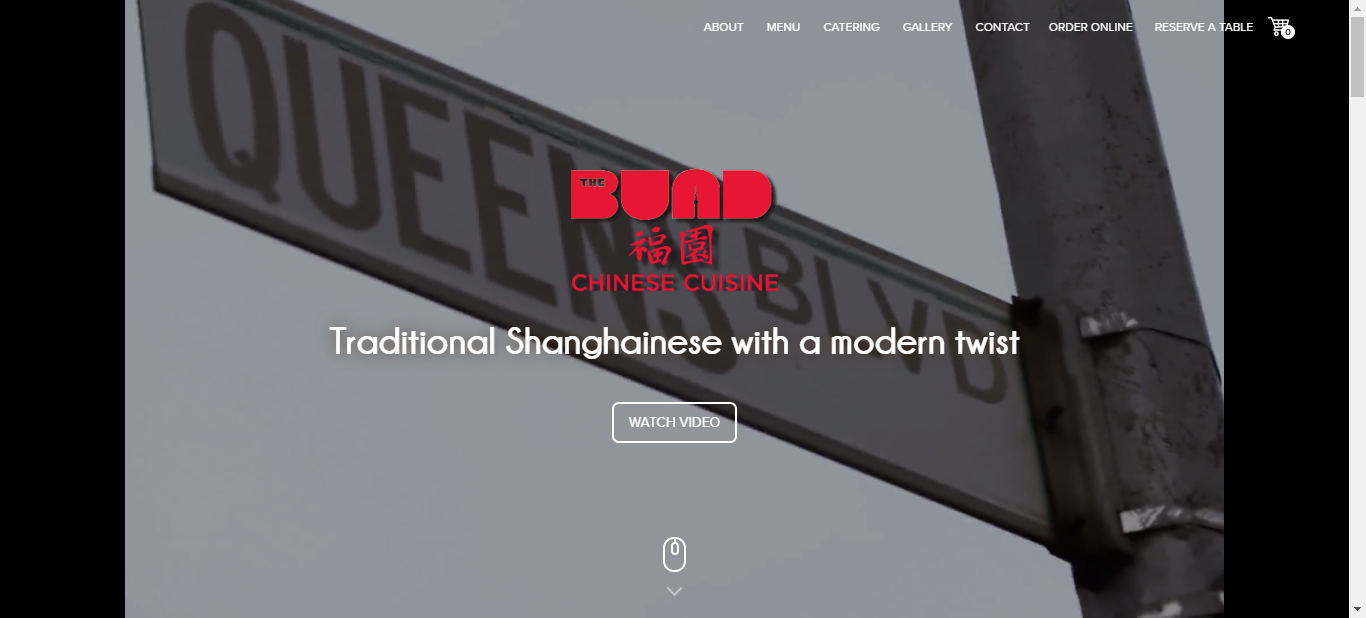 ABOUT MENU CATERING GALLERY CONTACT ORDER ONLINE RESERVE A TABLE 0
QUEENS BLVD
THE BUAD
福園
CHINESE CUISINE
Traditional Shanghainese with a modern twist
WATCH VIDEO